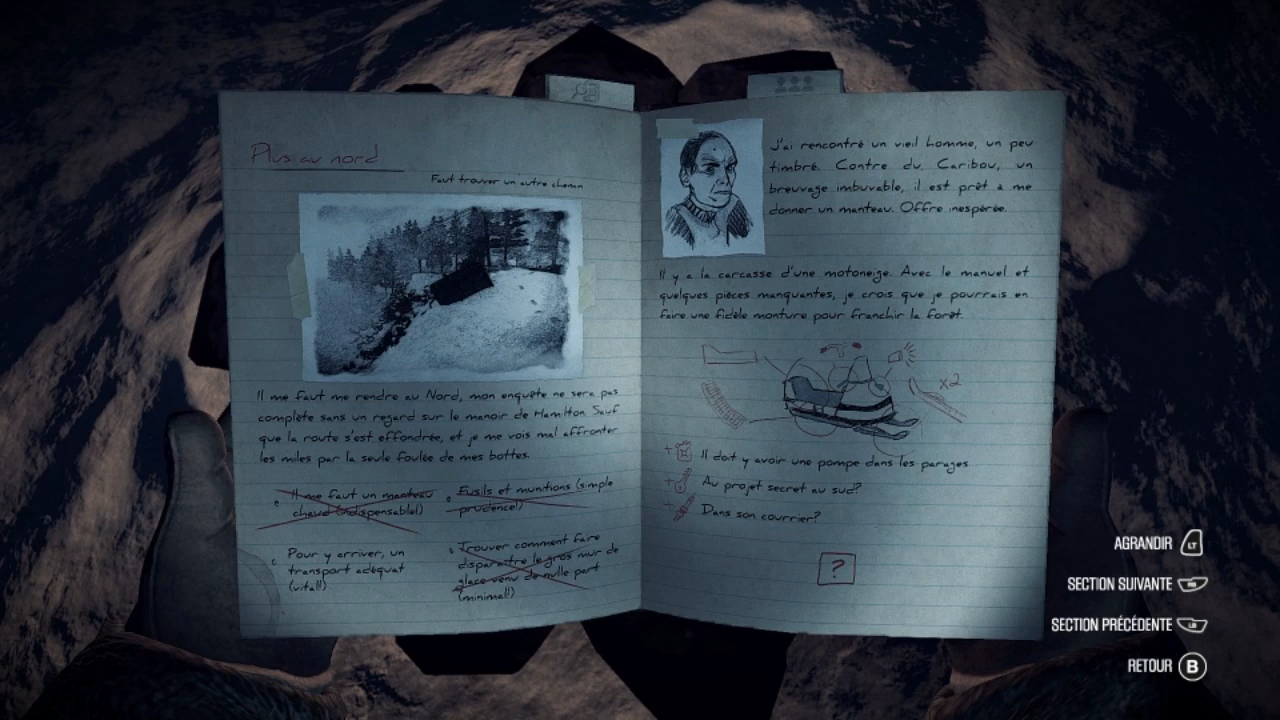 Plus au nord
Faut trouver un autre chemin
Il me faut me rendre au Nord, mon enquête ne sera pas
complète sans un regard sur le manoir de Hamilton. Sauf
que la route s'est effondrée, et je me vois mal affronter
les miles par la seule foulée de mes bottes.
Il me faut un manteau
chaud (indispensable!)
Fusils et munitions (simple
prudence!)
Pour y arriver, un
transport adéquat
(vital!)
Trouver comment faire
disparaître le gros mur de
glace venu de nulle part
(minimal!)
J'ai rencontré un vieil homme, un peu
timbré. Contre du Caribou, un
breuvage imbuvable, il est prêt à me
donner un manteau. Offre inespérée.
Il y a la carcasse d'une motoneige. Avec le manuel et
quelques pièces manquantes, je crois que je pourrais en
faire une fidèle monture pour franchir la forêt.
x2
+ Il doit y avoir une pompe dans les parages
+ Au projet secret au sud?
+ Dans son courrier?
?
AGRANDIR LT
SECTION SUIVANTE RB
SECTION PRÉCÉDENTE LB
RETOUR B